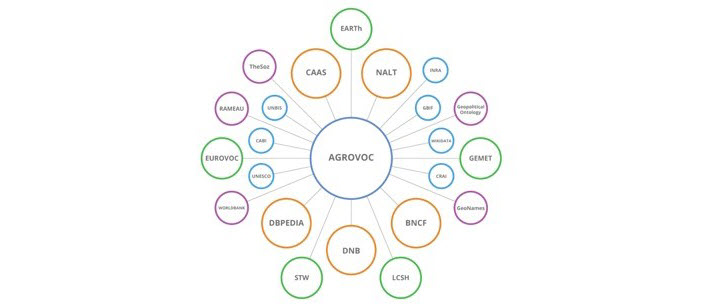 EARTh
TheSoz
CAAS
NALT
INRA
RAMEAU
UNBIS
GBIF
Geopolitical
Ontology
CABI
WIKIDATA
EUROVOC
AGROVOC
GEMET
UNESCO
CRAI
WORLDBANK
GeoNames
DBPEDIA
BNCF
DNB
STW
LCSH